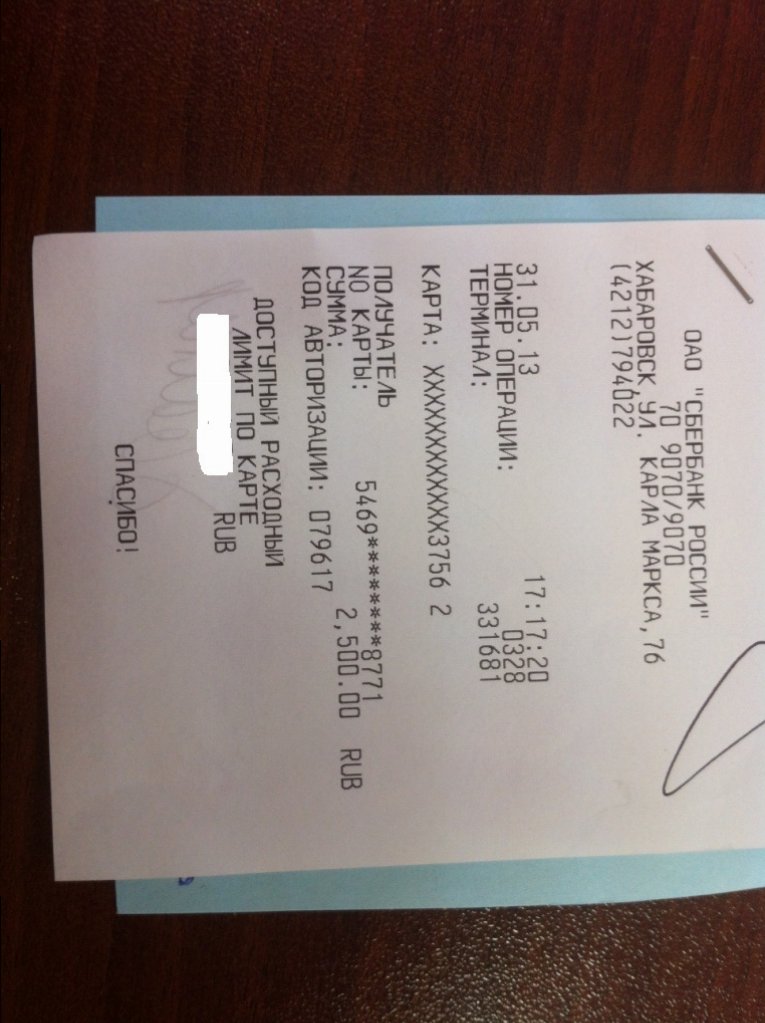 ОАО "СБЕРБАНК РОССИИ"
70 9070/9070
ХАБАРОВСК УЛ. КАРЛА МАРКСА,76
(4212)794022
31.05.13 17:17:20
НОМЕР ОПЕРАЦИИ: 0328
ТЕРМИНАЛ: 331681
КАРТА: XXXXXXXXXXXXXX3756 2
ПОЛУЧАТЕЛЬ
NO КАРТЫ: 5469*********8771
СУММА: 2,500.00 RUB
КОД АВТОРИЗАЦИИ: 079617
ДОСТУПНЫЙ РАСХОДНЫЙ
ЛИМИТ ПО КАРТЕ
RUB
СПАСИБО!